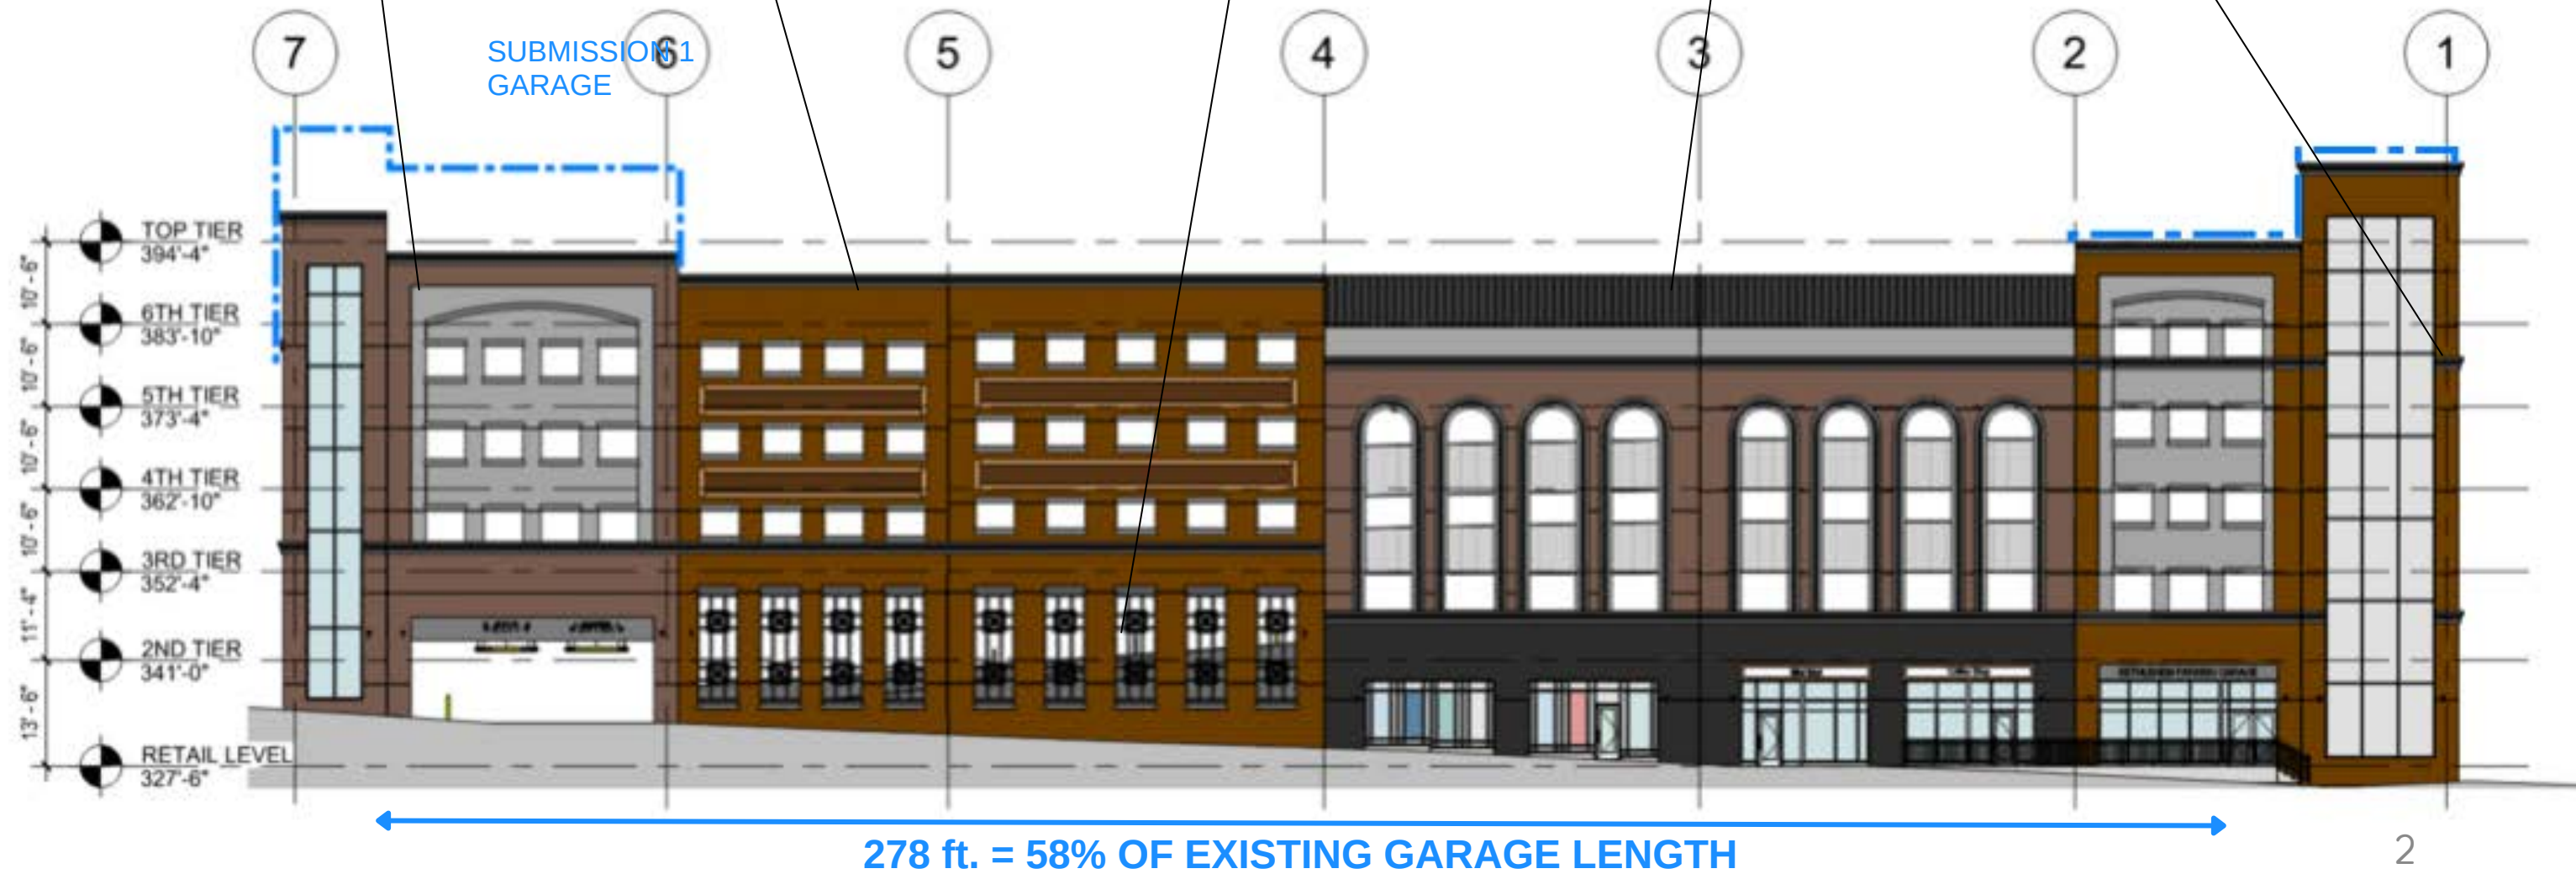 7
6
5
4
3
2
1
SUBMISSION 1
GARAGE
TOP TIER
394'-4"
10' - 6"
6TH TIER
383'-10"
10' - 6"
5TH TIER
373'-4"
10' - 6"
4TH TIER
362'-10"
10' - 6"
3RD TIER
352'-4"
11' - 4"
2ND TIER
341'-0"
13' - 6"
RETAIL LEVEL
327'-6"
278 ft. = 58% OF EXISTING GARAGE LENGTH
2